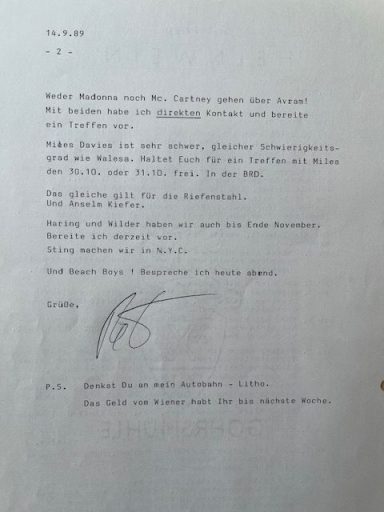 14.9.89
- 2 -
Weder Madonna noch Mc. Cartney gehen über Avram!
Mit beiden habe ich direkten Kontakt und bereite
ein Treffen vor.
Miles Davies ist sehr schwer, gleicher Schwierigkeits-
grad wie Walesa. Haltet Euch für ein Treffen mit Miles
den 30.10. oder 31.10. frei. In der BRD.
Das gleiche gilt für die Riefenstahl.
Und Anselm Kiefer.
Haring und Wilder haben wir auch bis Ende November.
Bereite ich derzeit vor.
Sting machen wir in N.Y.C.
Und Beach Boys ! Bespreche ich heute abend.
Grüße,
P.S. Denkst Du an mein Autobahn - Litho.
Das Geld vom Wiener habt Ihr bis nächste Woche.